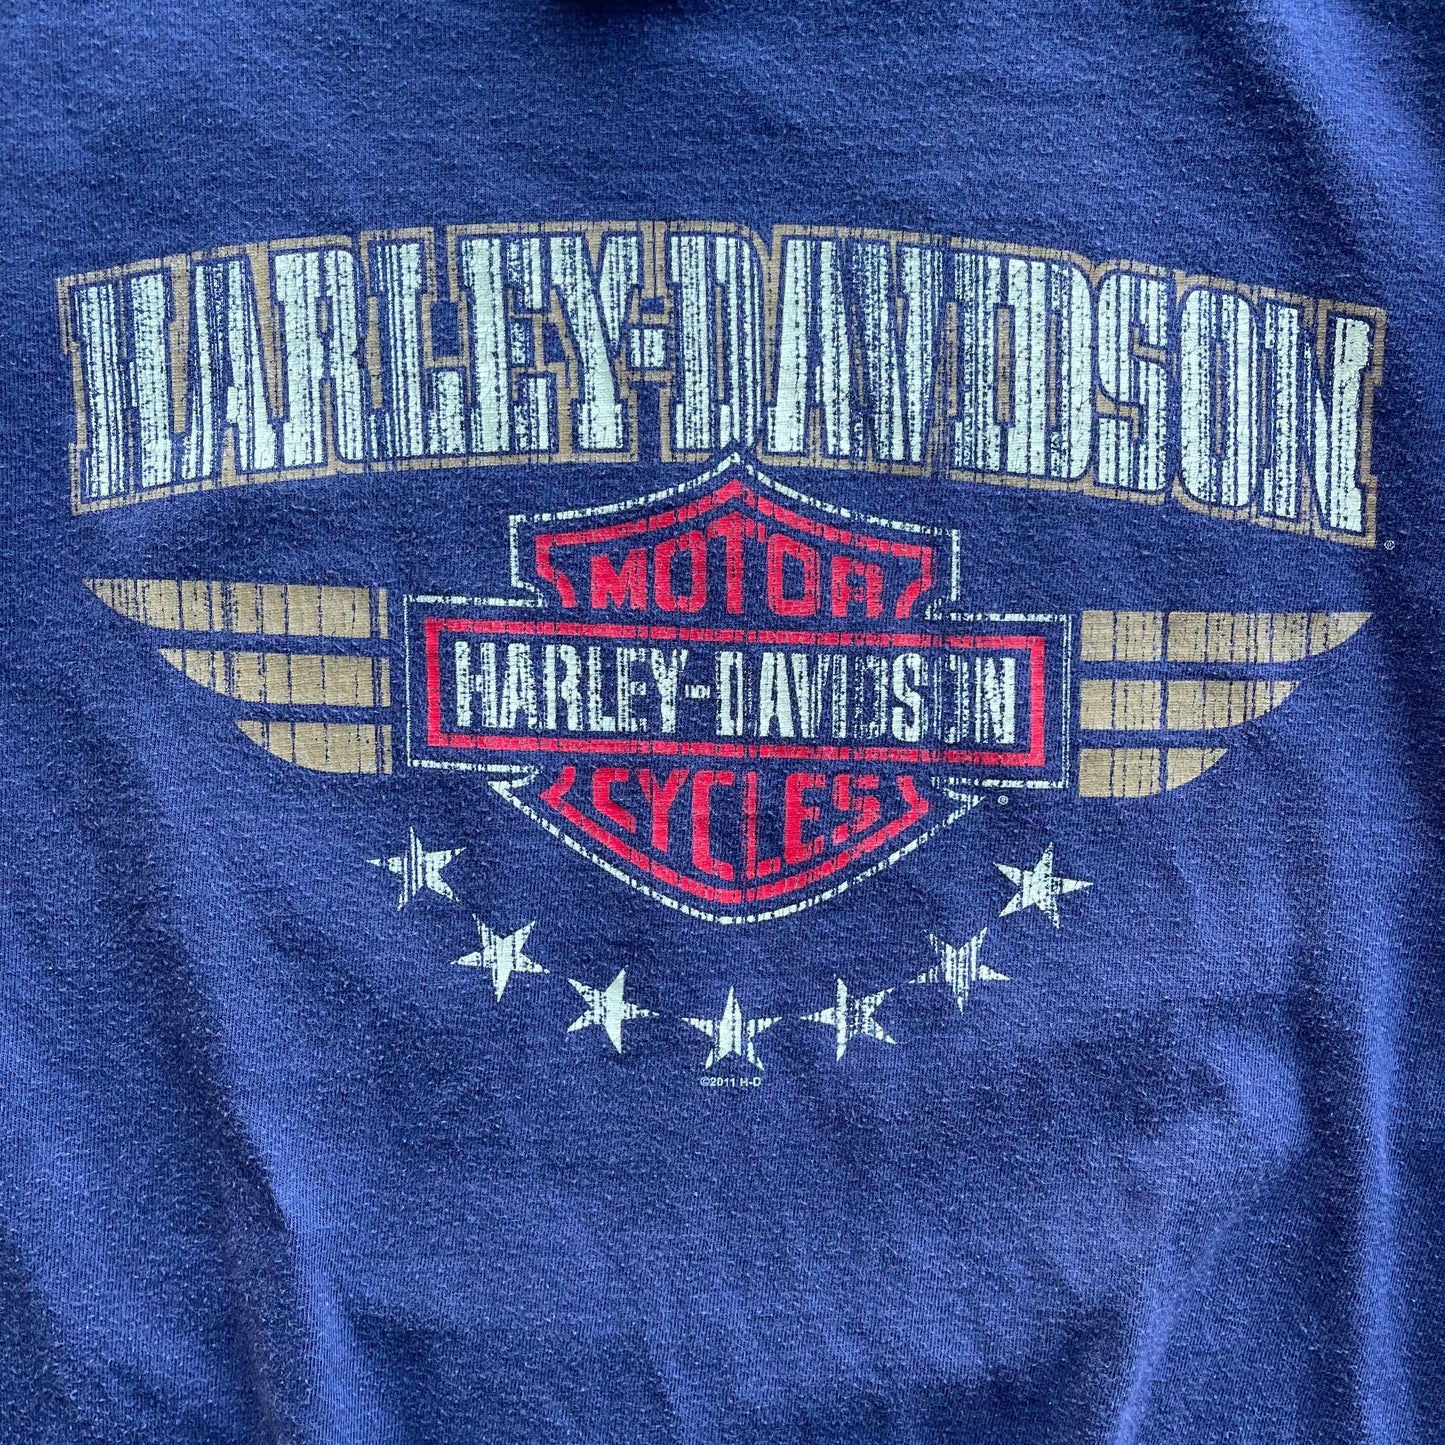 HARLEY-DAVIDSON ®
MOTOR
HARLEY-DAVIDSON
CYCLES ®
©2011 H-D